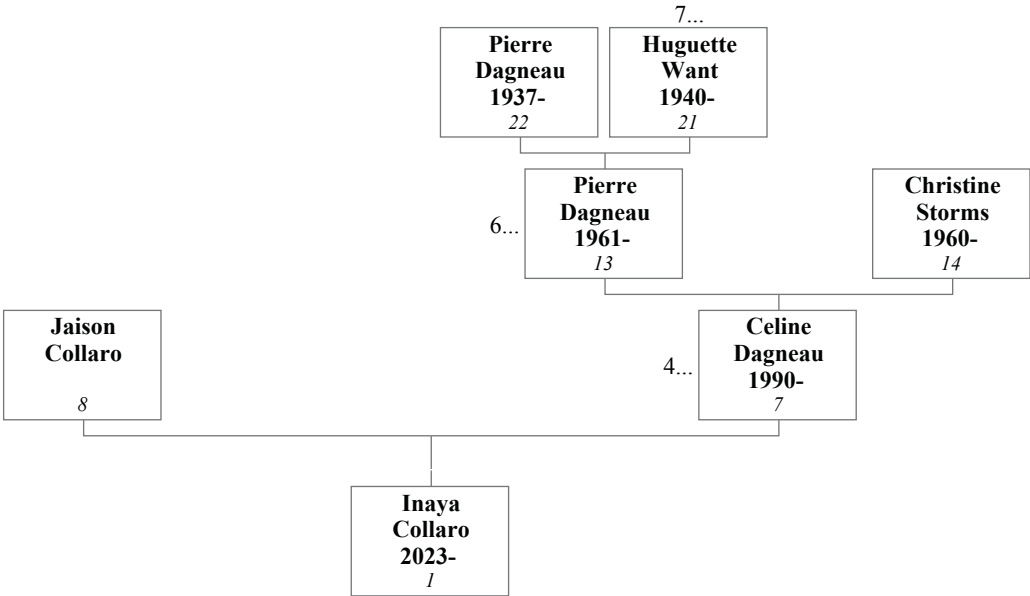 7...
Pierre
Dagneau
1937-
22
Huguette
Want
1940-
21
6...
Pierre
Dagneau
1961-
13
Christine
Storms
1960-
14
Jaison
Collaro
8
4...
Celine
Dagneau
1990-
7
Inaya
Collaro
2023-
1